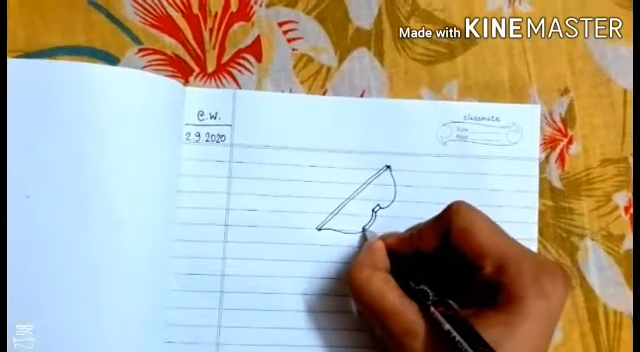 Made with KINEMASTER
C.W.
2.9.2020
classmate
Date
Page